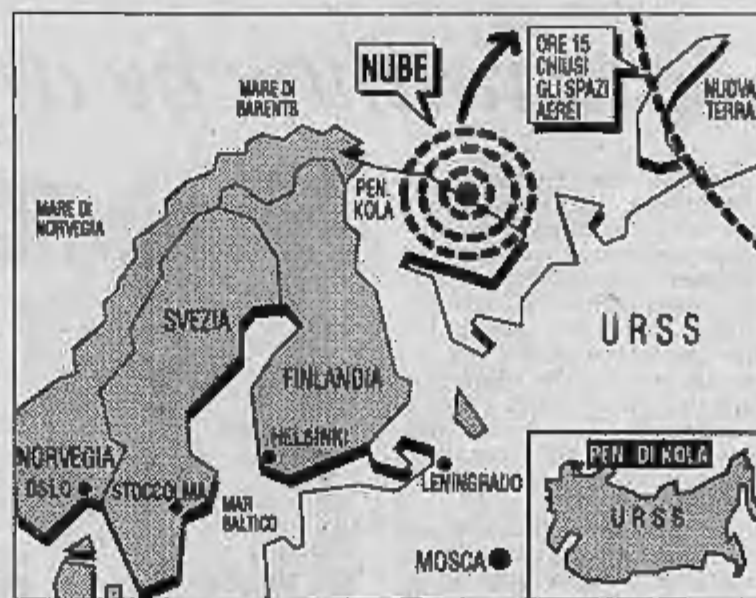 NUBE
ORE 15
CHIUSI
GLI SPAZI
AEREI
NUOVA
TERRA
MARE DI
BARENTS
PEN.
KOLA
MARE DI
NORVEGIA
SVEZIA
URSS
FINLANDIA
HELSINKI
NORVEGIA
OSLO
STOCCOLMA
MAR
BALTICO
LENINGRADO
MOSCA
PEN. DI KOLA
URSS